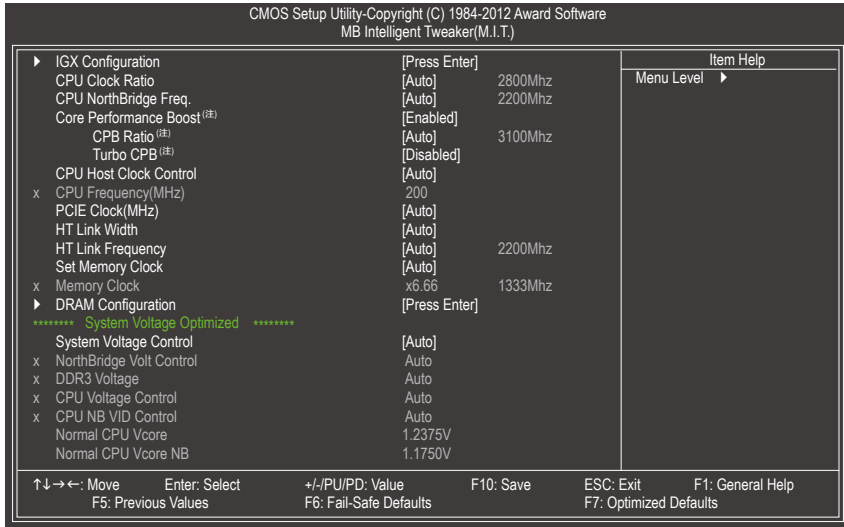 CMOS Setup Utility-Copyright (C) 1984-2012 Award Software
MB Intelligent Tweaker(M.I.T.)
▶ IGX Configuration [Press Enter]
CPU Clock Ratio [Auto] 2800Mhz
CPU NorthBridge Freq. [Auto] 2200Mhz
Core Performance Boost (注) [Enabled]
CPB Ratio (注) [Auto] 3100Mhz
Turbo CPB (注) [Disabled]
CPU Host Clock Control [Auto]
x CPU Frequency(MHz) 200
PCIE Clock(MHz) [Auto]
HT Link Width [Auto]
HT Link Frequency [Auto] 2200Mhz
Set Memory Clock [Auto]
x Memory Clock x6.66 1333Mhz
▶ DRAM Configuration [Press Enter]
******** System Voltage Optimized ********
System Voltage Control [Auto]
x NorthBridge Volt Control Auto
x DDR3 Voltage Auto
x CPU Voltage Control Auto
x CPU NB VID Control Auto
Normal CPU Vcore 1.2375V
Normal CPU Vcore NB 1.1750V
Item Help
Menu Level ▶
↑↓→←: Move Enter: Select +/-/PU/PD: Value F10: Save ESC: Exit F1: General Help
F5: Previous Values F6: Fail-Safe Defaults F7: Optimized Defaults